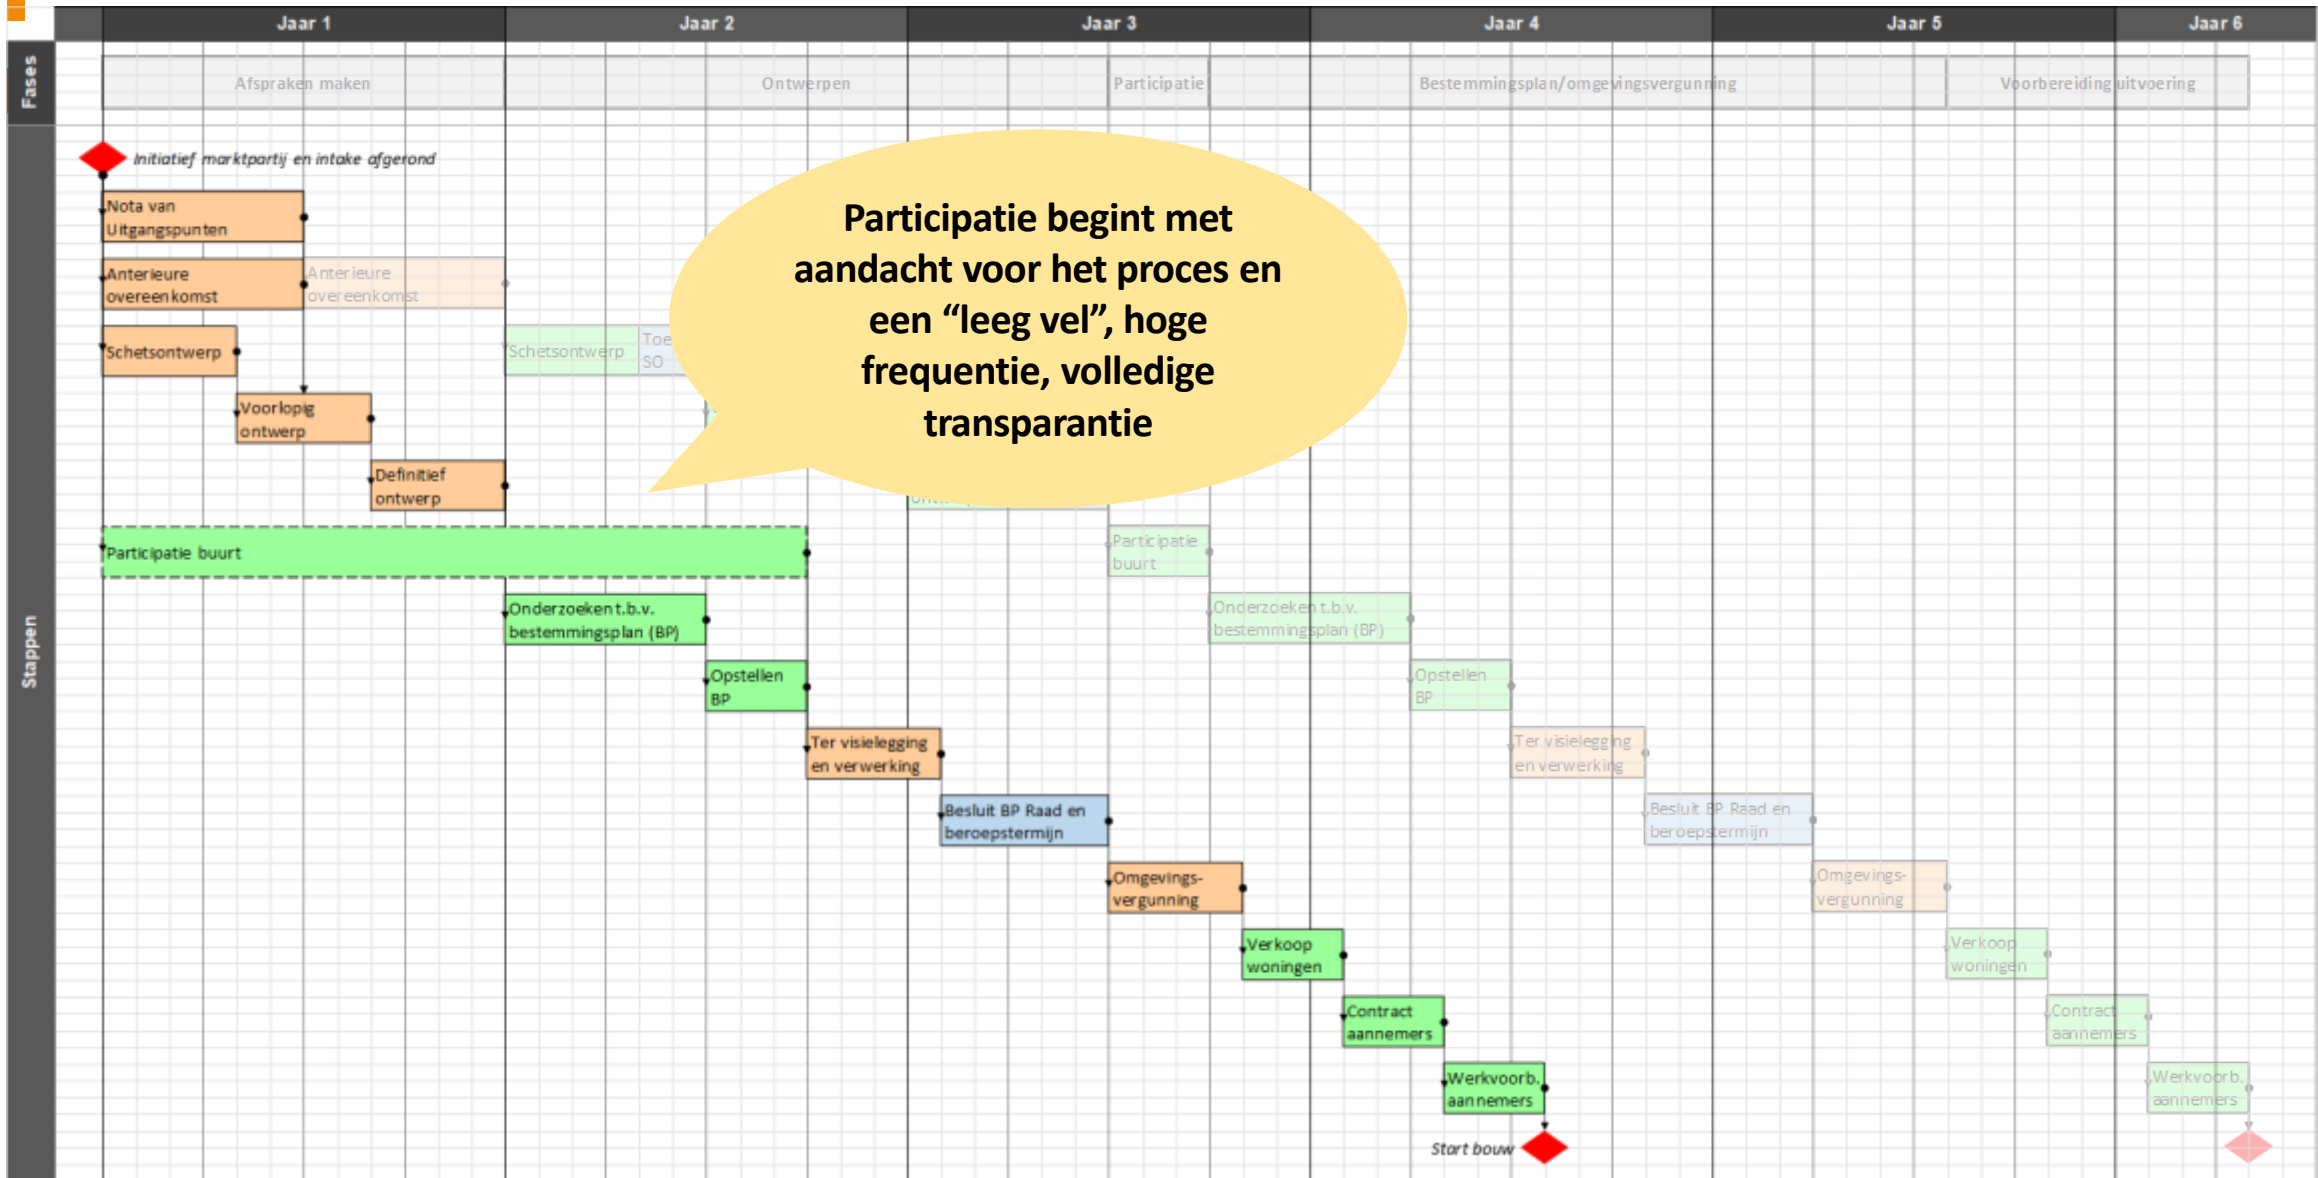 Jaar 1
Jaar 2
Jaar 3
Jaar 4
Jaar 5
Jaar 6
Fases
Afspraken maken
Ontwerpen
Participatie
Bestemmingsplan/omgevingsvergunning
Voorbereiding uitvoering
Stappen
Initiatief marktpartij en intake afgerond
Nota van
Uitgangspunten
Anterieure
overeenkomst
Anterieure
overeenkomst
Schetsontwerp
Schetsontwerp
SO
Voorlopig
ontwerp
Definitief
ontwerp
Participatie begint met
aandacht voor het proces en
een “leeg vel”, hoge
frequentie, volledige
transparantie
Participatie buurt
Participatie
buurt
Onderzoeken t.b.v.
bestemmingsplan (BP)
Onderzoeken t.b.v.
bestemmingsplan (BP)
Opstellen
BP
Opstellen
BP
Ter visielegging
en verwerking
Ter visielegging
en verwerking
Besluit BP Raad en
beroepstermijn
Besluit BP Raad en
beroepstermijn
Omgevings-
vergunning
Omgevings-
vergunning
Verkoop
woningen
Verkoop
woningen
Contract
aannemers
Contract
aannemers
Werkvoorb.
aannemers
Werkvoorb.
aannemers
Start bouw